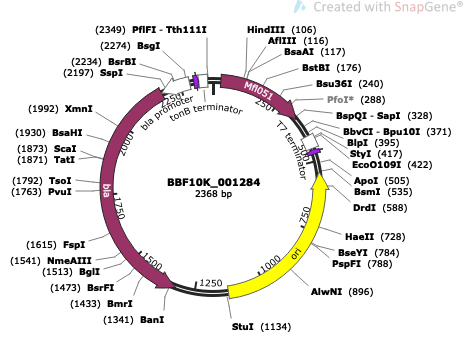 Created with SnapGene®
(2349) PflFI - Tth111I
(2274) BsgI
(2234) BsrBI
(2197) SspI
(1992) XmnI
(1930) BsaHI
(1873) ScaI
(1871) TatI
(1792) TsoI
(1763) PvuI
(1615) FspI
(1541) NmeAIII
(1513) BglI
(1473) BsrFI
(1433) BmrI
(1341) BanI
HindIII (106)
AflIII (116)
BsaAI (117)
BstBI (176)
Bsu36I (240)
PfoI* (288)
BspQI - SapI (328)
BbvCI - Bpu10I (371)
BlpI (395)
StyI (417)
EcoO109I (422)
ApoI (505)
BsmI (535)
DrdI (588)
HaeII (728)
BseYI (784)
PspFI (788)
AlwNI (896)
StuI (1134)
Mfl051
T7 terminator
tonB terminator
bla promoter
bla
ori
250
500
750
1000
1250
1500
1750
2000
2250
BBF10K_001284
2368 bp